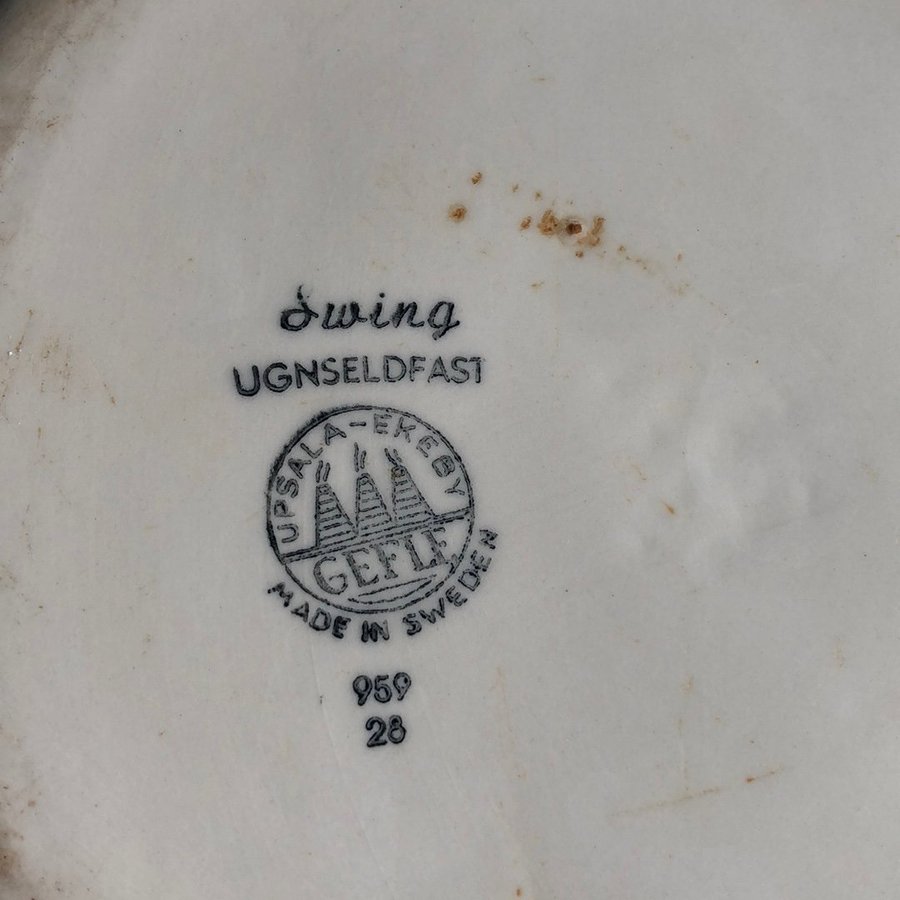 Swing
UGNSELDFAST
UPSALA-EKEBY
GEFLE
MADE IN SWEDEN
959
28